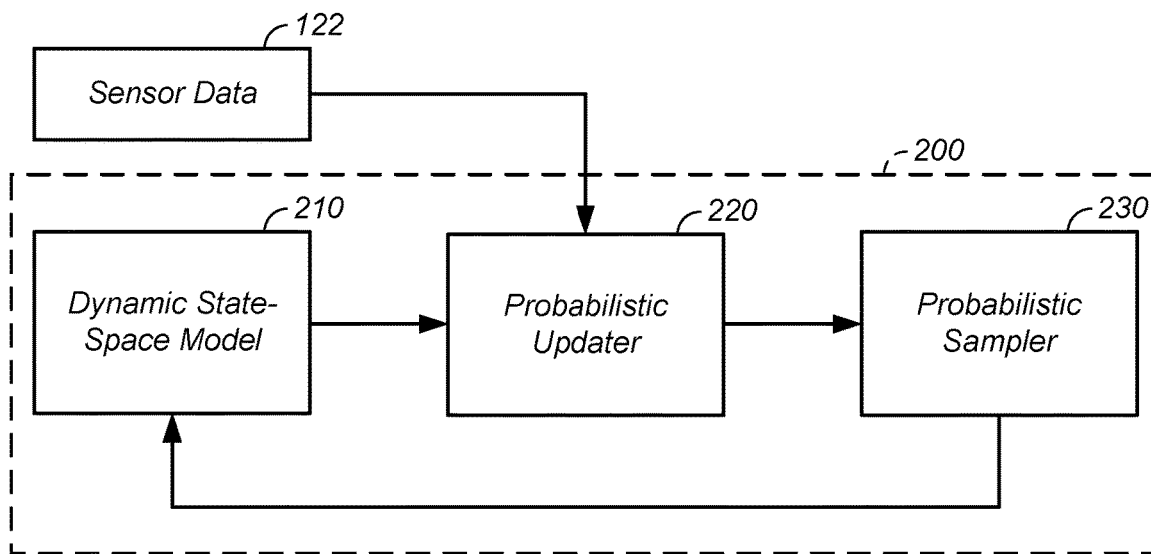 122
Sensor Data
200
210
220
230
Dynamic State-
Space Model
Probabilistic
Updater
Probabilistic
Sampler